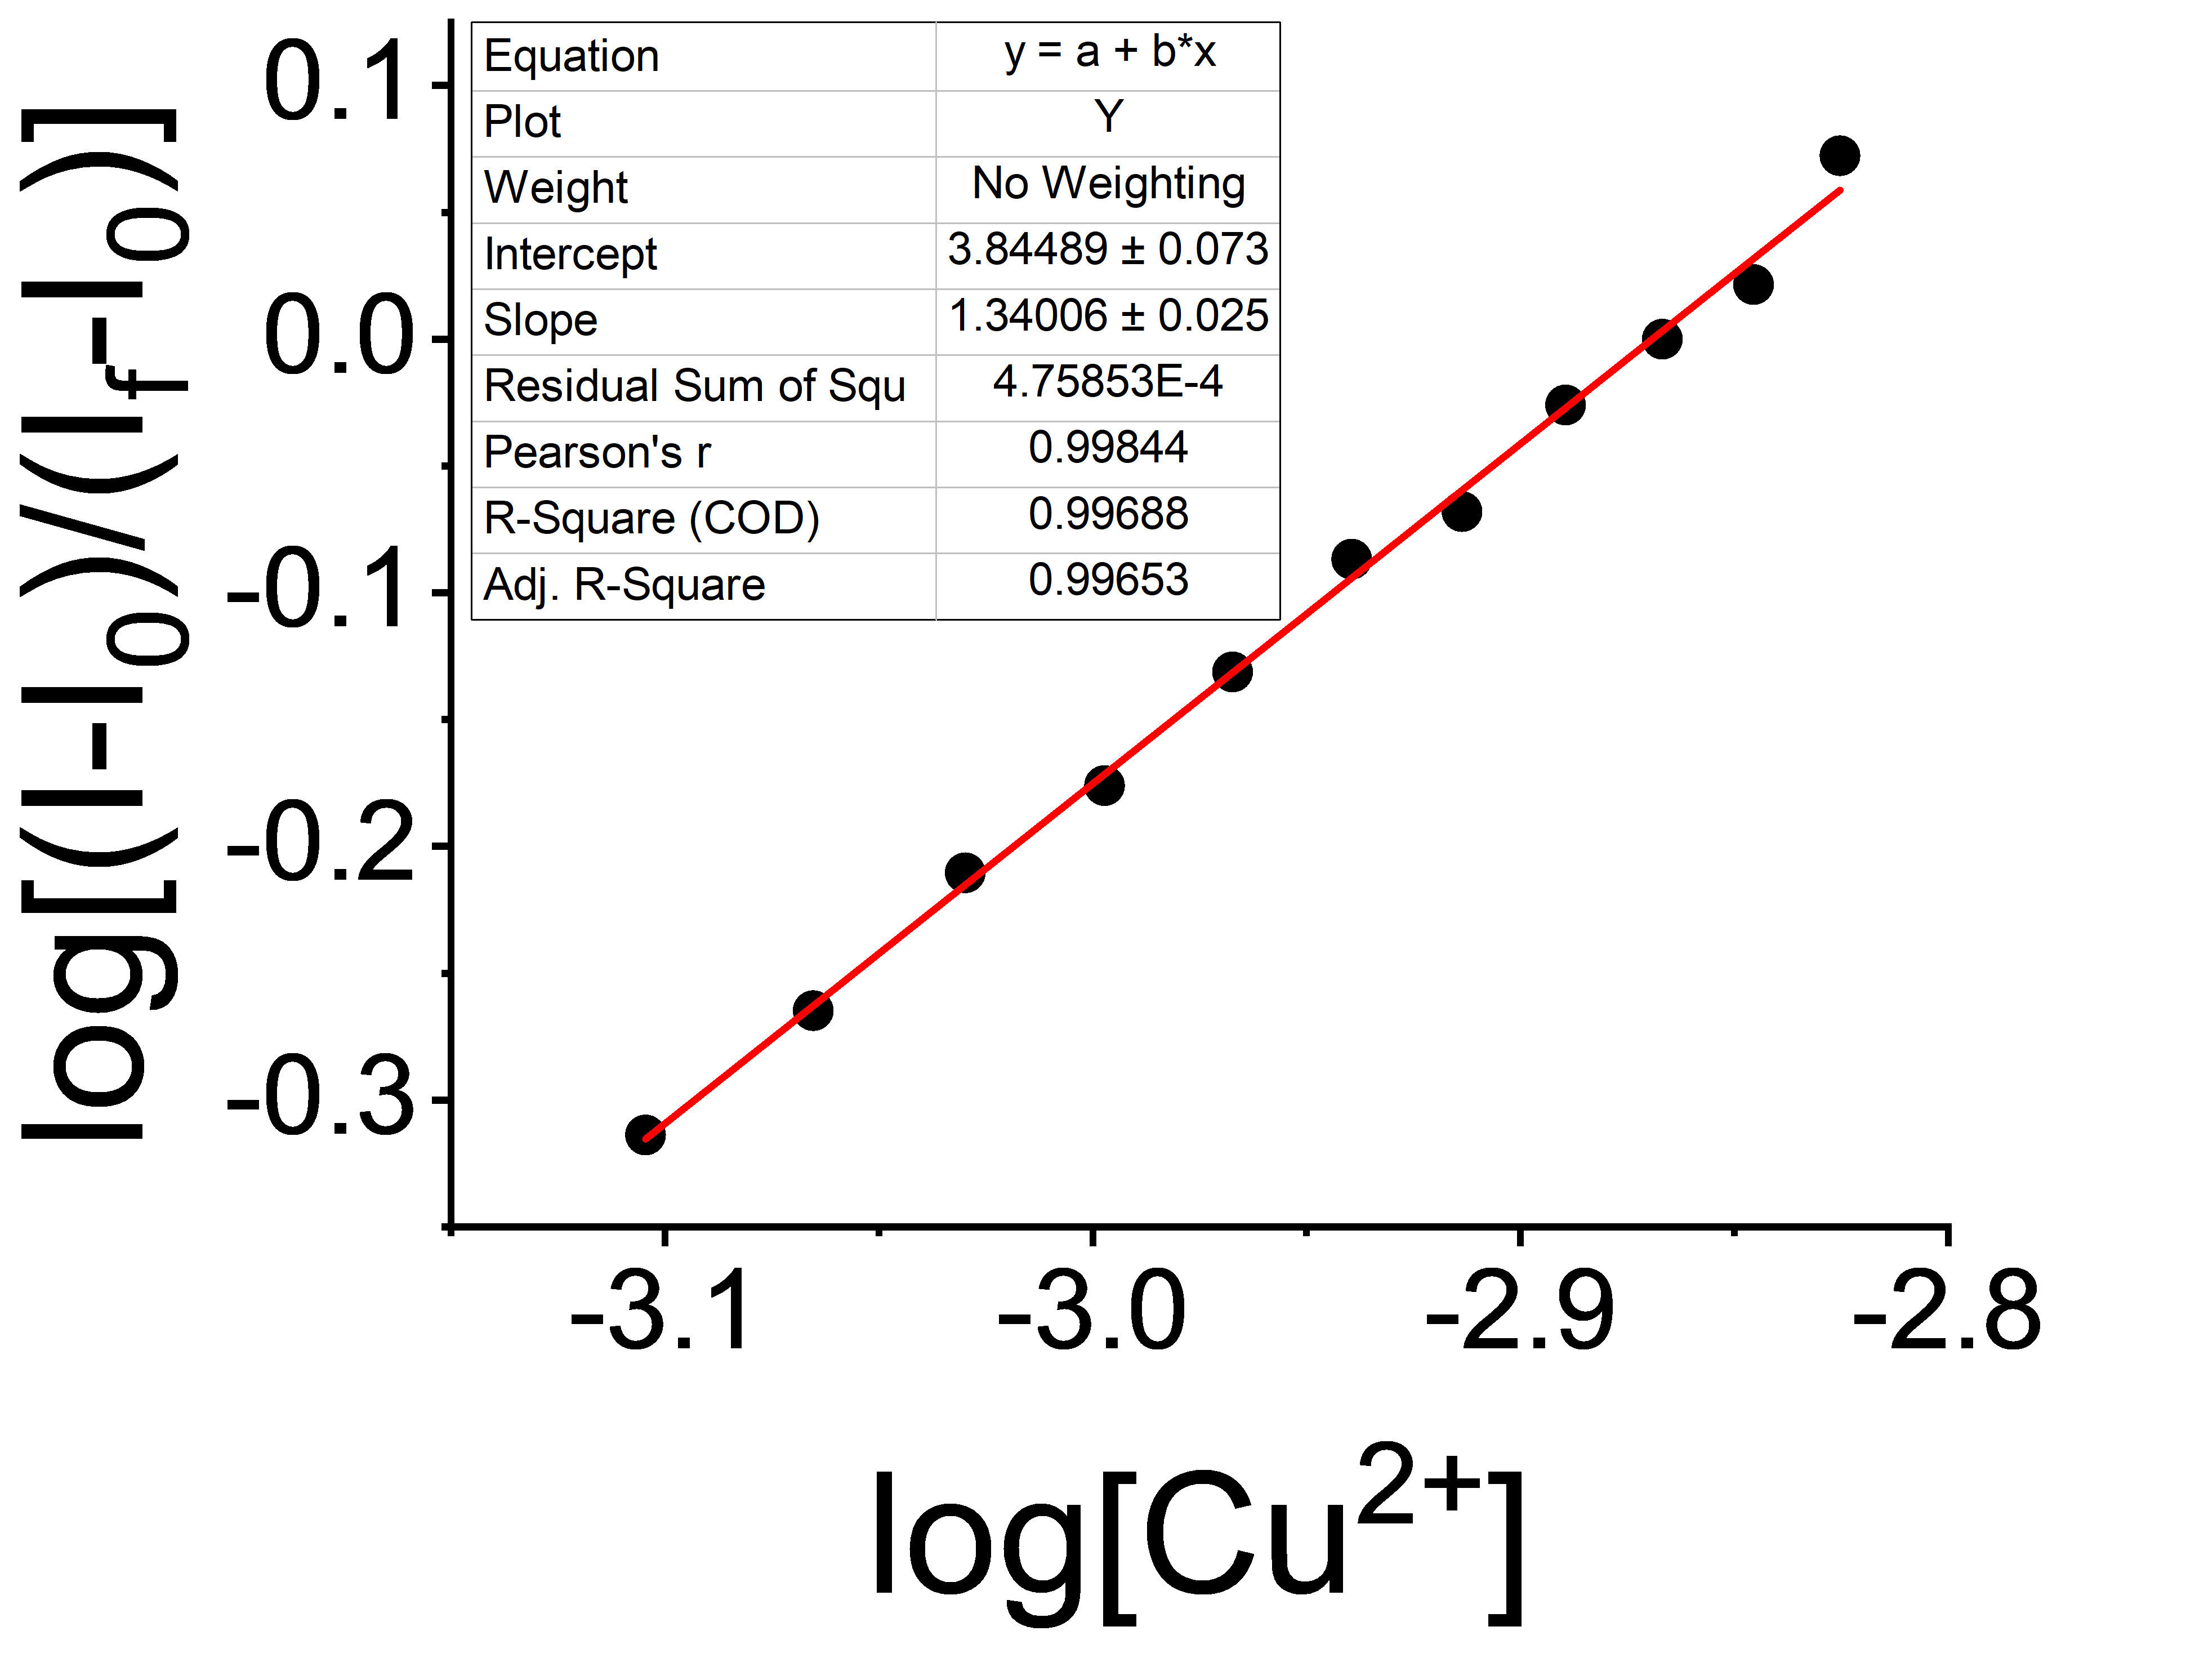 log[(I-I₀)/(I_f-I₀)]
0.1
0.0
-0.1
-0.2
-0.3
Equation y = a + b*x
Plot Y
Weight No Weighting
Intercept 3.84489 ± 0.073
Slope 1.34006 ± 0.025
Residual Sum of Squ 4.75853E-4
Pearson's r 0.99844
R-Square (COD) 0.99688
Adj. R-Square 0.99653
-3.1 -3.0 -2.9 -2.8
log[Cu²⁺]